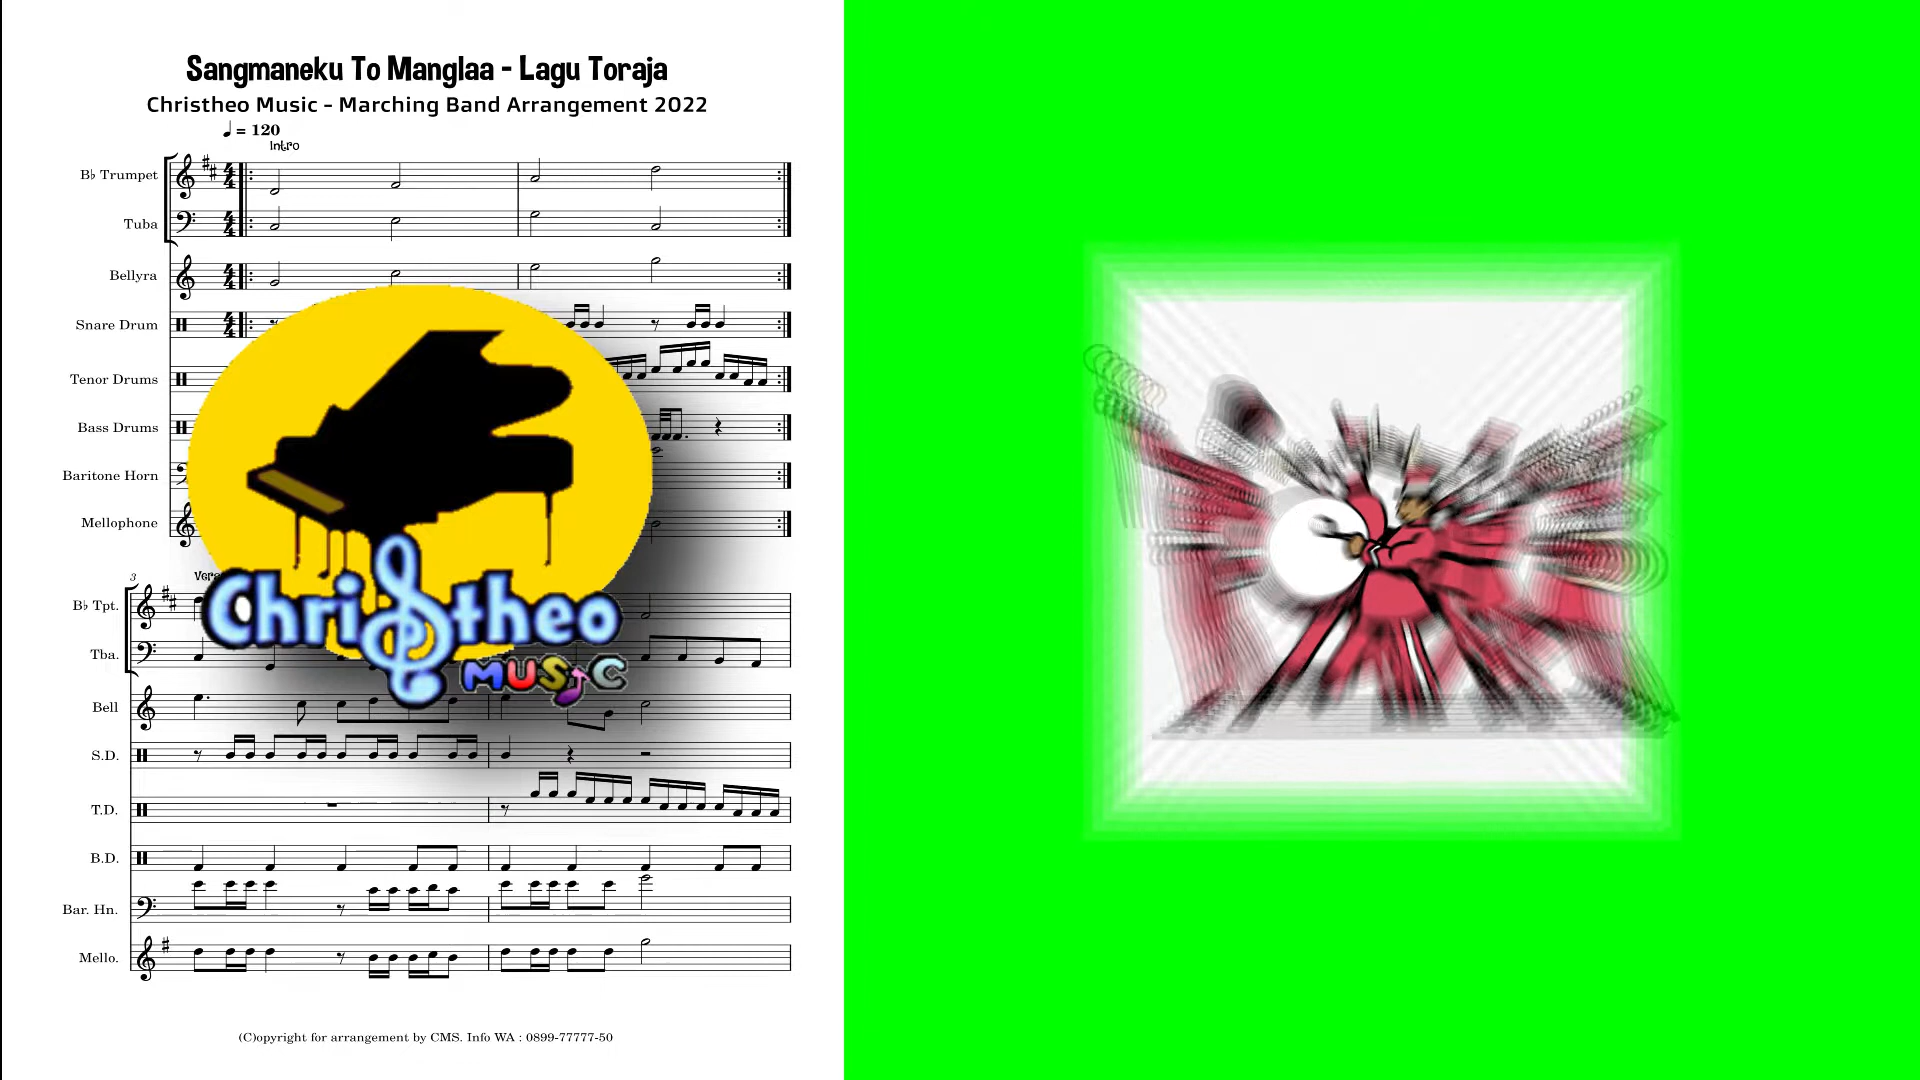 Sangmaneku To Manglaa - Lagu Toraja
Christheo Music - Marching Band Arrangement 2022
= 120
Intro
B♭ Trumpet
Tuba
Bellyra
Snare Drum
Tenor Drums
Bass Drums
Baritone Horn
Mellophone
3
B♭ Tpt.
Tba.
Christheo
MUSIC
Bell
S.D.
T.D.
B.D.
Bar. Hn.
Mello.
(C)opyright for arrangement by CMS. Info WA : 0899-77777-50